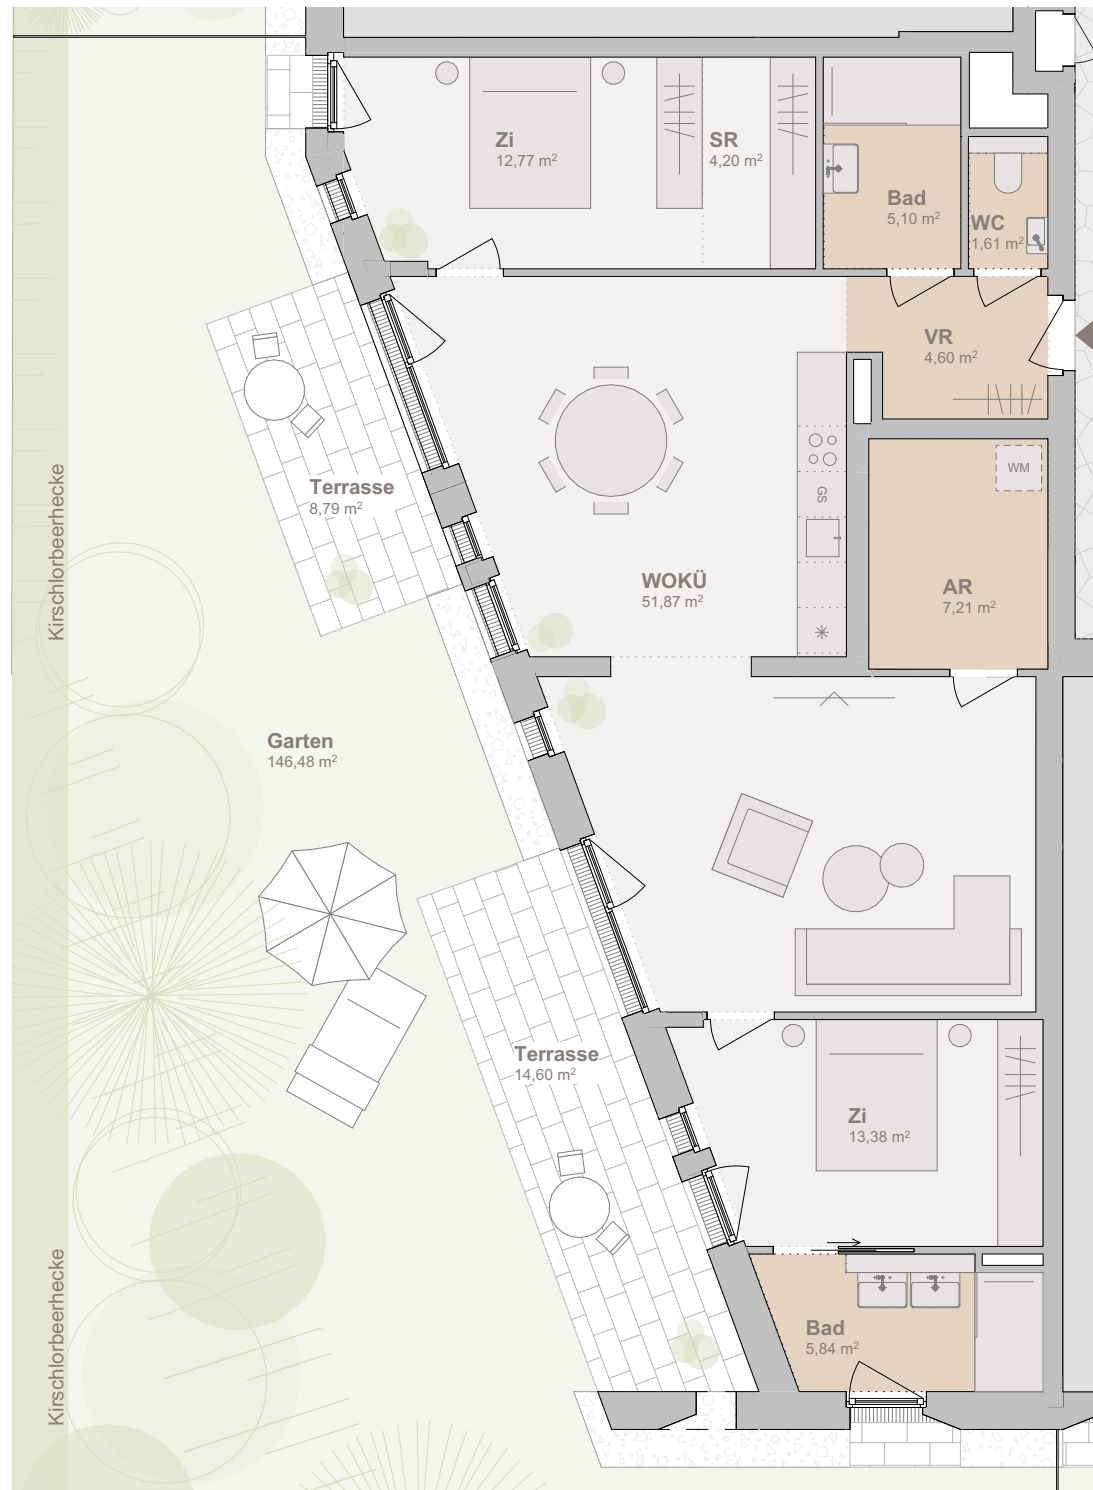 Zi
12,77 m²
SR
4,20 m²
Bad
5,10 m²
WC
1,61 m²
VR
4,60 m²
WM
GS
Terrasse
8,79 m²
Kirschlorbeerhecke
WOKÜ
51,87 m²
AR
7,21 m²
Garten
146,48 m²
Terrasse
14,60 m²
Zi
13,38 m²
Bad
5,84 m²
Kirschlorbeerhecke